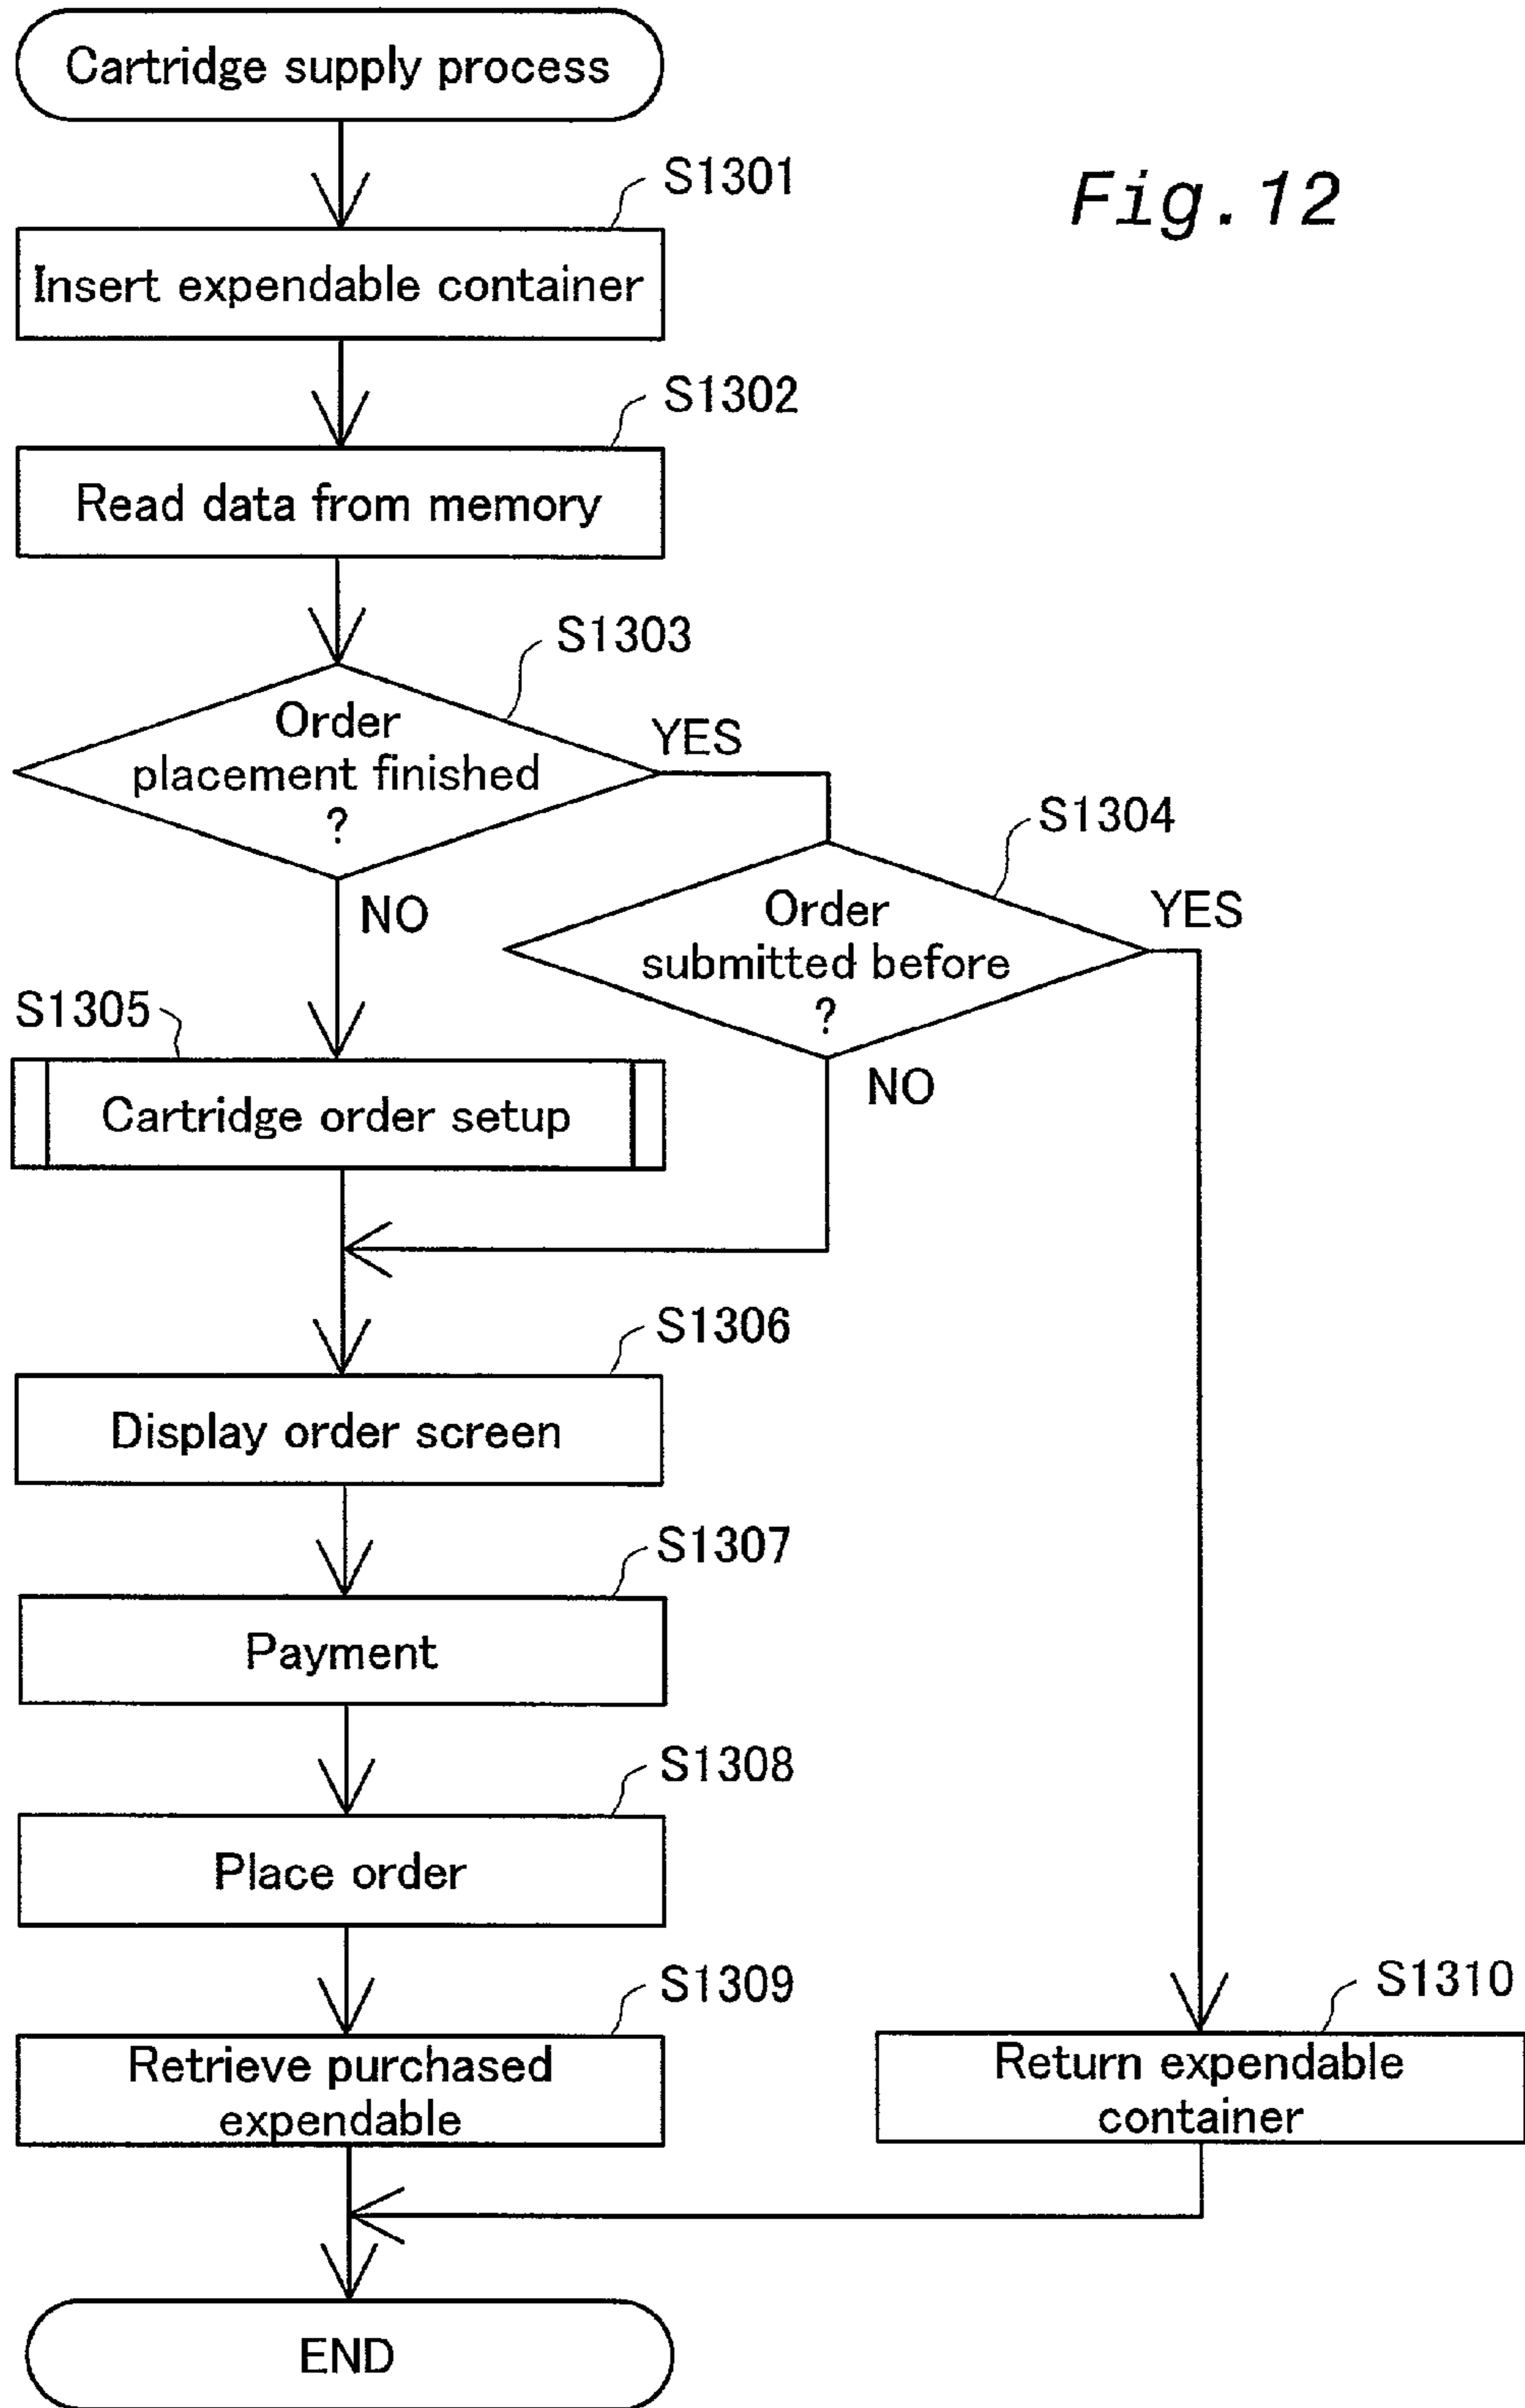 Cartridge supply process
Fig.12
S1301
Insert expendable container
S1302
Read data from memory
S1303
Order
placement finished
?
YES
NO
S1304
Order
submitted before
?
YES
NO
S1305
Cartridge order setup
S1306
Display order screen
S1307
Payment
S1308
Place order
S1309
Retrieve purchased
expendable
S1310
Return expendable
container
END